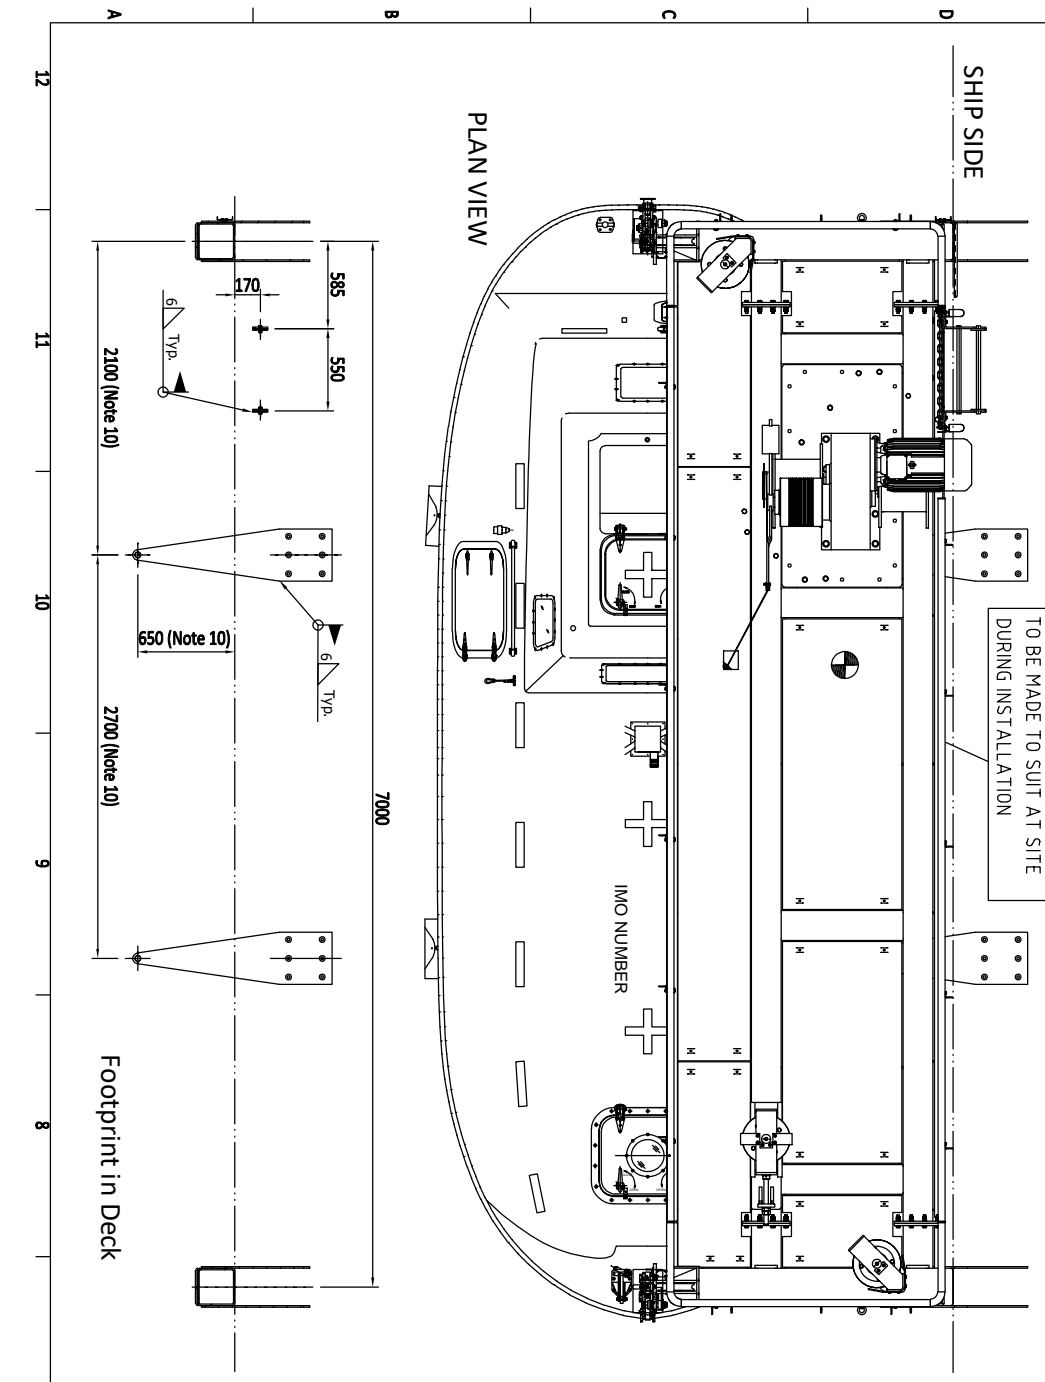 A
B
C
D
12
11
10
9
8
SHIP SIDE
PLAN VIEW
TO BE MADE TO SUIT AT SITE
DURING INSTALLATION
IMO NUMBER
585
550
170
6
Typ.
2100 (Note 10)
650 (Note 10)
6
Typ.
2700 (Note 10)
7000
Footprint in Deck